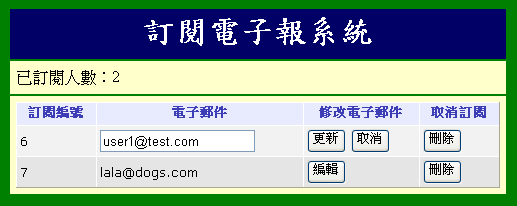 訂閱電子報系統
已訂閱人數：2
訂閱編號 電子郵件 修改電子郵件 取消訂閱
6 user1@test.com 更新 取消 刪除
7 lala@dogs.com 編輯 刪除